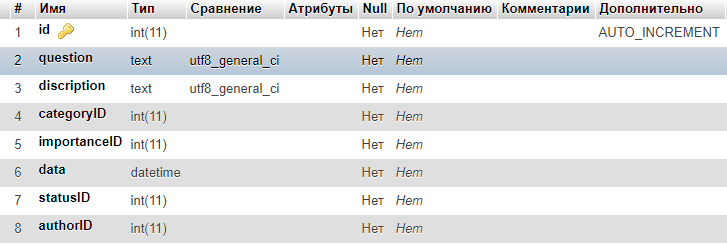 # Имя Тип Сравнение Атрибуты Null По умолчанию Комментарии Дополнительно
1 id int(11) Нет Нет AUTO_INCREMENT
2 question text utf8_general_ci Нет Нет
3 discription text utf8_general_ci Нет Нет
4 categoryID int(11) Нет Нет
5 importanceID int(11) Нет Нет
6 data datetime Нет Нет
7 statusID int(11) Нет Нет
8 authorID int(11) Нет Нет